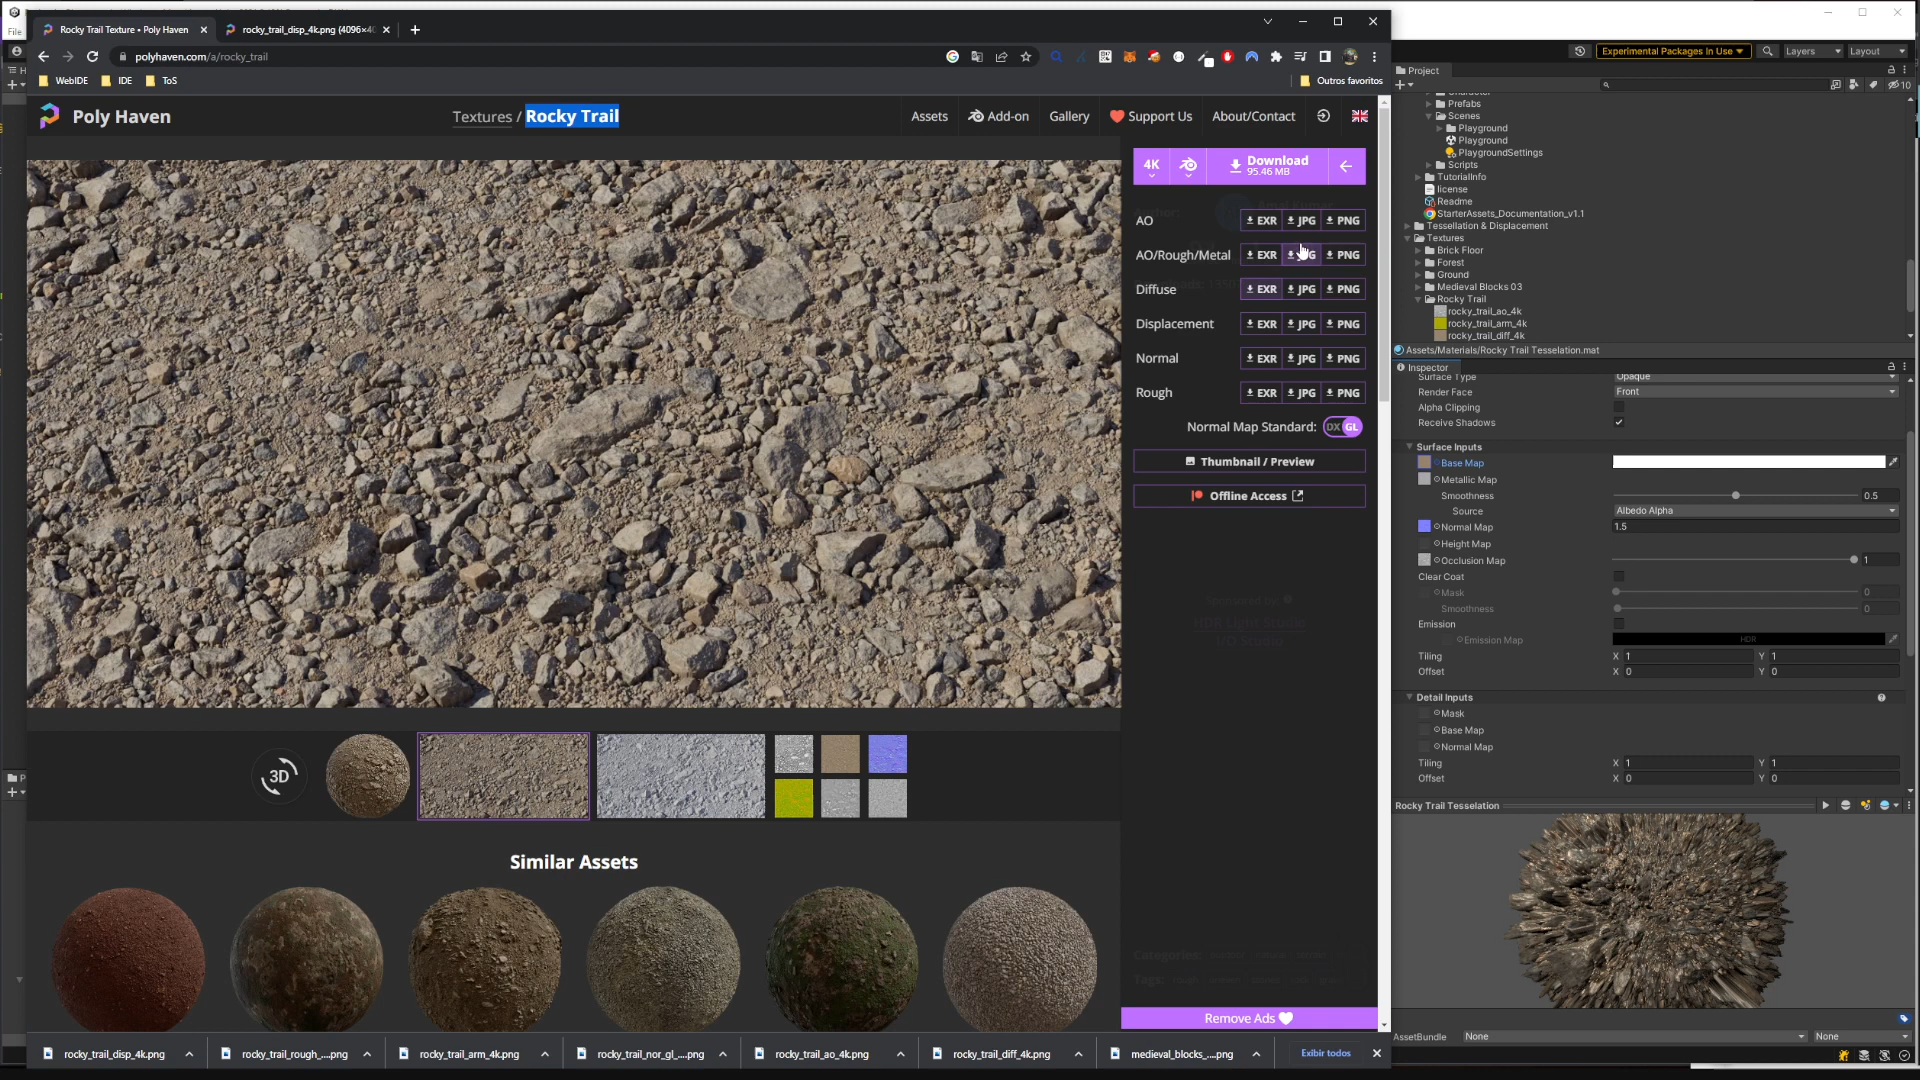 File
Rocky Trail Texture • Poly Haven
rocky_trail_disp_4k.png (4096×4
polyhaven.com/a/rocky_trail
WebIDE
IDE
ToS
Outros favoritos
Poly Haven
Textures / Rocky Trail
Assets
Add-on
Gallery
Support Us
About/Contact
4K
Download
95.46 MB
AO
EXR
JPG
PNG
AO/Rough/Metal
EXR
PNG
Diffuse
EXR
JPG
PNG
Displacement
EXR
JPG
PNG
Normal
EXR
JPG
PNG
Rough
EXR
JPG
PNG
Normal Map Standard:
DX
GL
Thumbnail / Preview
Offline Access
Sponsored by:
HDR Light Studio
Categories:
Tags:
Remove Ads
3D
Similar Assets
rocky_trail_disp_4k.png
rocky_trail_rough_....png
rocky_trail_arm_4k.png
rocky_trail_nor_gl_....png
rocky_trail_ao_4k.png
rocky_trail_diff_4k.png
medieval_blocks_....png
Exibir todos
Experimental Packages In Use
Layers
Layout
Project
10
Prefabs
Scenes
Playground
Playground
PlaygroundSettings
Scripts
TutorialInfo
license
Readme
StarterAssets_Documentation_v1.1
Tessellation & Displacement
Textures
Brick Floor
Forest
Ground
Medieval Blocks 03
Rocky Trail
rocky_trail_ao_4k
rocky_trail_arm_4k
rocky_trail_diff_4k
Assets/Materials/Rocky Trail Tesselation.mat
Inspector
Surface Type
Opaque
Render Face
Front
Alpha Clipping
Receive Shadows
Surface Inputs
Base Map
Metallic Map
Smoothness
0.5
Source
Albedo Alpha
Normal Map
1.5
Height Map
Occlusion Map
1
Clear Coat
Mask
0
Smoothness
0
Emission
Emission Map
HDR
Tiling
X 1
Y 1
Offset
X 0
Y 0
Detail Inputs
Mask
Base Map
Normal Map
Tiling
X 1
Y 1
Offset
X 0
Y 0
Rocky Trail Tesselation
AssetBundle
None
None